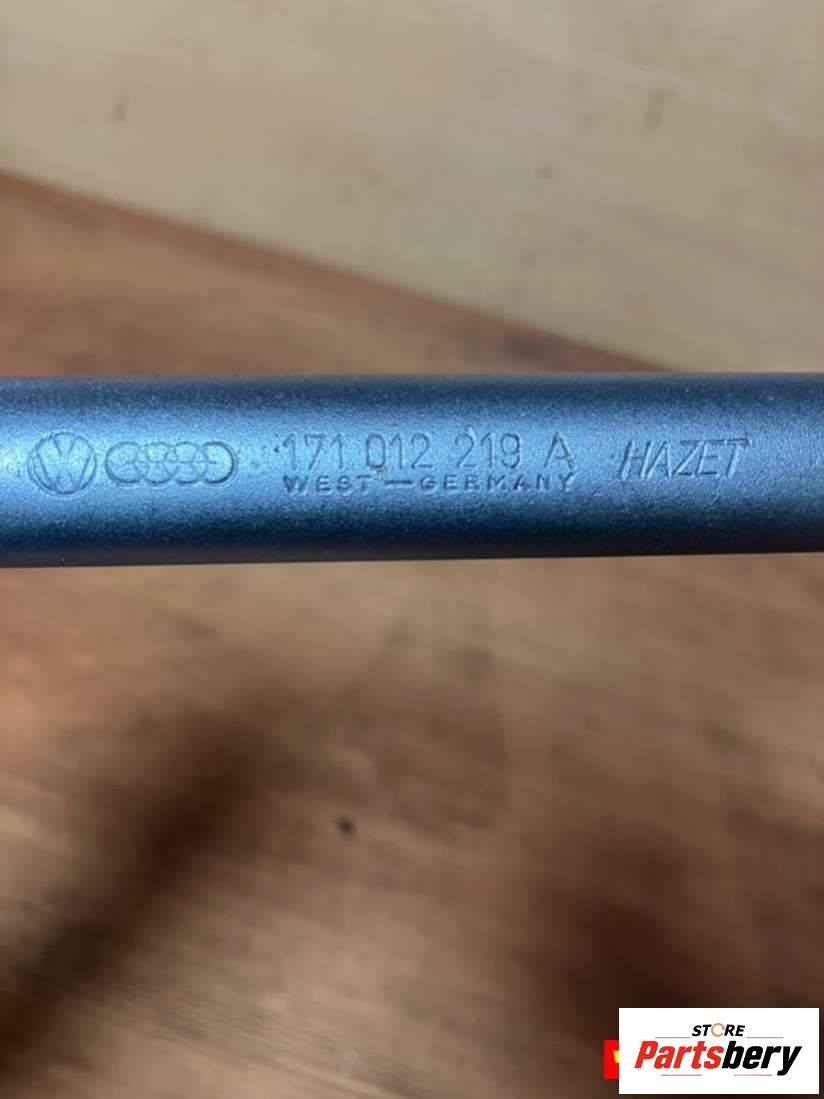 171 012 219 A HAZET
WEST-GERMANY
STORE
Partsbery